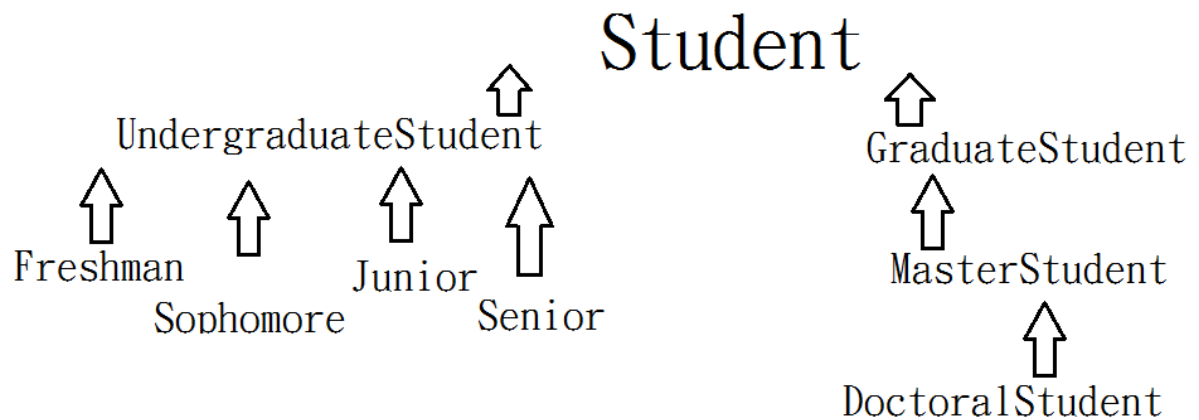 Student
UndergraduateStudent
GraduateStudent
Freshman
Sophomore
Junior
Senior
MasterStudent
DoctoralStudent